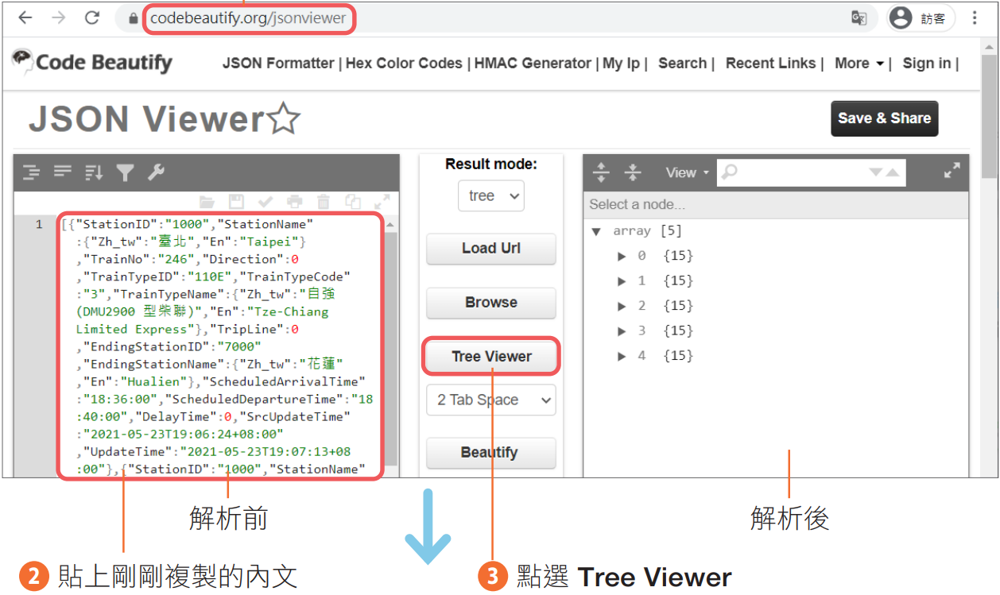 codebeautify.org/jsonviewer
訪客
Code Beautify
JSON Formatter | Hex Color Codes | HMAC Generator | My Ip | Search | Recent Links | More | Sign in |
JSON Viewer
Save & Share
Result mode:
tree
Load Url
Browse
Tree Viewer
2 Tab Space
Beautify
1
[{"StationID":"1000","StationName"
:{"Zh_tw":"臺北","En":"Taipei"}
,"TrainNo":"246","Direction":0
,"TrainTypeID":"110E","TrainTypeCode"
:"3","TrainTypeName":{"Zh_tw":"自強
(DMU2900 型柴聯)","En":"Tze-Chiang
Limited Express"},"TripLine":0
,"EndingStationID":"7000"
,"EndingStationName":{"Zh_tw":"花蓮"
,"En":"Hualien"},"ScheduledArrivalTime"
:"18:36:00","ScheduledDepartureTime":"18
:40:00","DelayTime":0,"SrcUpdateTime"
:"2021-05-23T19:06:24+08:00"
,"UpdateTime":"2021-05-23T19:07:13+08
:00"},{"StationID":"1000","StationName"
View
Select a node...
array [5]
0 {15}
1 {15}
2 {15}
3 {15}
4 {15}
解析前
解析後
2 貼上剛剛複製的內文
3 點選 Tree Viewer